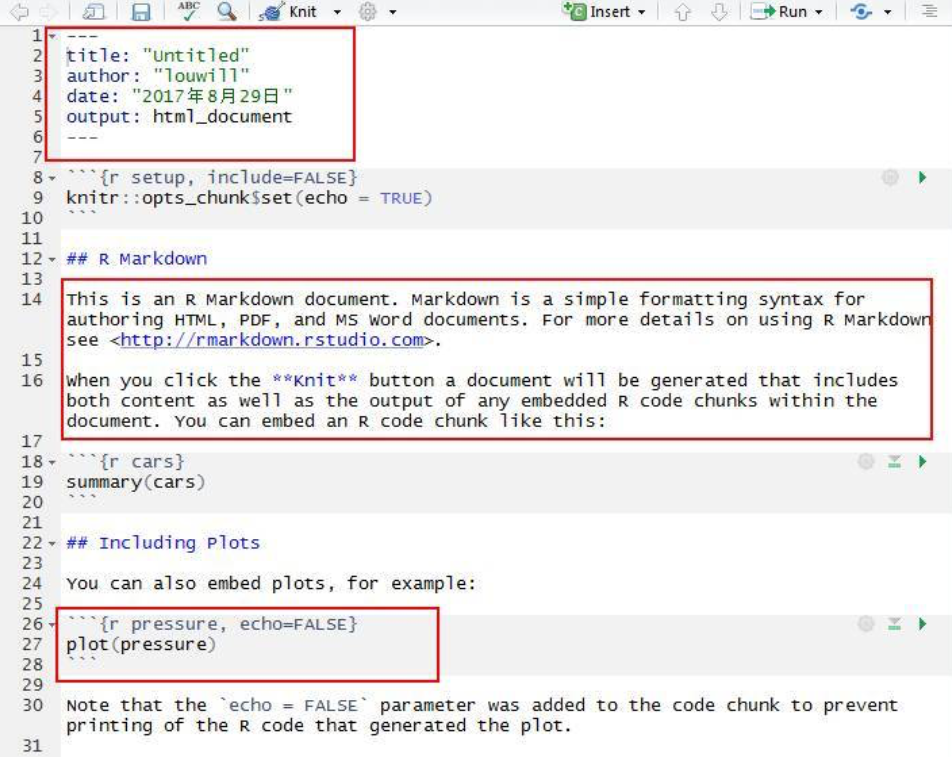 ABC Knit Insert Run
1 ---
2 title: "Untitled"
3 author: "louwill"
4 date: "2017年8月29日"
5 output: html_document
6 ---
7
8 ```{r setup, include=FALSE}
9 knitr::opts_chunk$set(echo = TRUE)
10 ```
11
12 ## R Markdown
13
14 This is an R Markdown document. Markdown is a simple formatting syntax for
authoring HTML, PDF, and MS Word documents. For more details on using R Markdown
see <http://rmarkdown.rstudio.com>.
15
16 When you click the **Knit** button a document will be generated that includes
both content as well as the output of any embedded R code chunks within the
document. You can embed an R code chunk like this:
17
18 ```{r cars}
19 summary(cars)
20 ```
21
22 ## Including Plots
23
24 You can also embed plots, for example:
25
26 ```{r pressure, echo=FALSE}
27 plot(pressure)
28 ```
29
30 Note that the `echo = FALSE` parameter was added to the code chunk to prevent
printing of the R code that generated the plot.
31